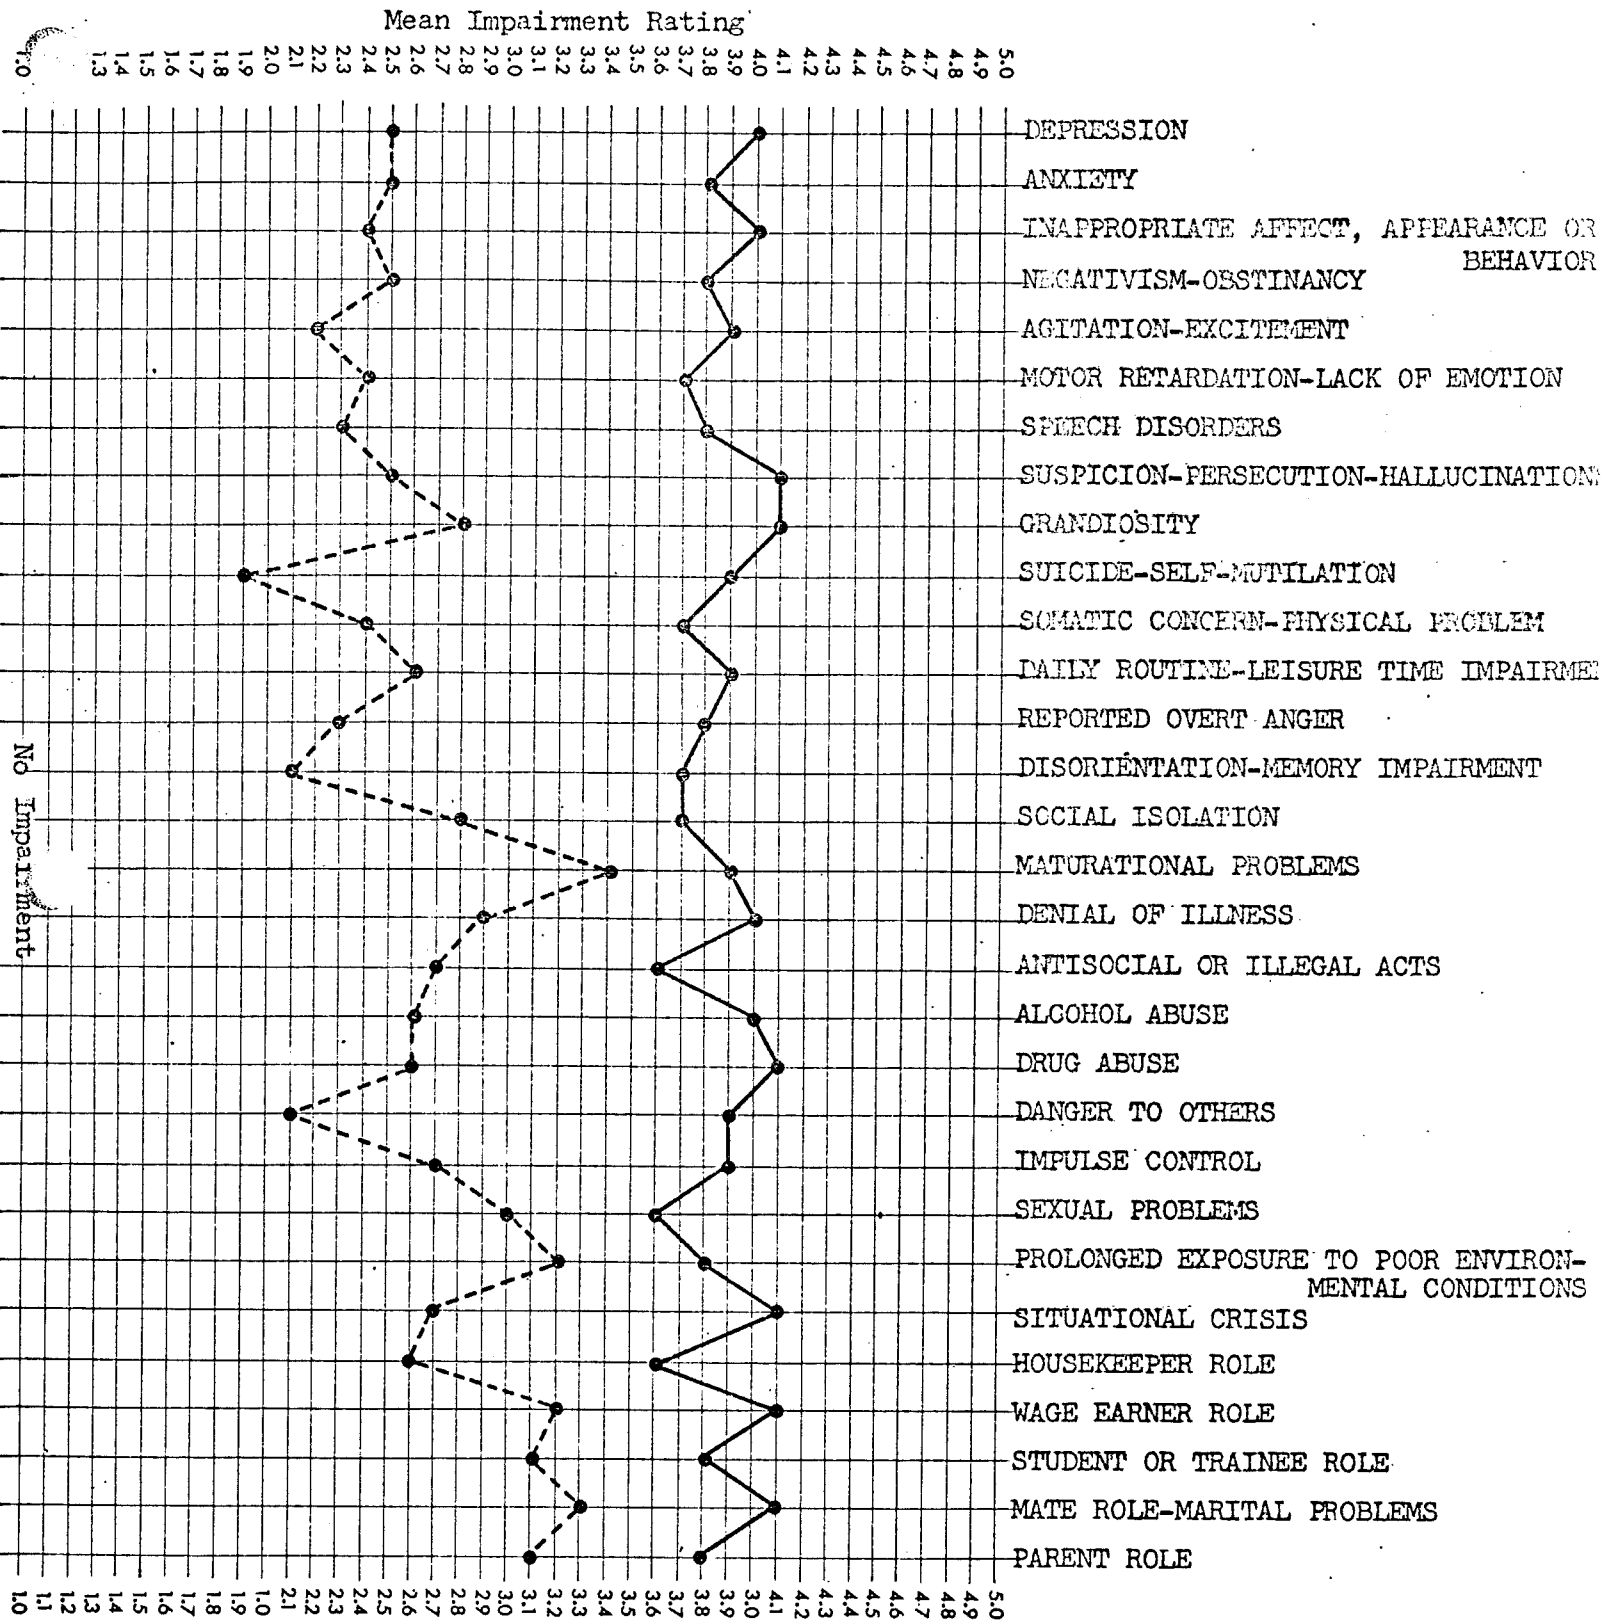 Mean Impairment Rating
1.0 1.3 1.4 1.5 1.6 1.7 1.8 1.9 2.0 2.1 2.2 2.3 2.4 2.5 2.6 2.7 2.8 2.9 3.0 3.1 3.2 3.3 3.4 3.5 3.6 3.7 3.8 3.9 4.0 4.1 4.2 4.3 4.4 4.5 4.6 4.7 4.8 4.9 5.0
DEPRESSION
ANXIETY
INAPPROPRIATE AFFECT, APPEARANCE OR
BEHAVIOR
NEGATIVISM-OBSTINANCY
AGITATION-EXCITEMENT
MOTOR RETARDATION-LACK OF EMOTION
SPEECH DISORDERS
SUSPICION-PERSECUTION-HALLUCINATIONS
GRANDIOSITY
SUICIDE-SELF-MUTILATION
SOMATIC CONCERN-PHYSICAL PROBLEM
DAILY ROUTINE-LEISURE TIME IMPAIRME
REPORTED OVERT ANGER
DISORIENTATION-MEMORY IMPAIRMENT
SOCIAL ISOLATION
MATURATIONAL PROBLEMS
DENIAL OF ILLNESS
ANTISOCIAL OR ILLEGAL ACTS
ALCOHOL ABUSE
DRUG ABUSE
DANGER TO OTHERS
IMPULSE CONTROL
SEXUAL PROBLEMS
PROLONGED EXPOSURE TO POOR ENVIRON-
MENTAL CONDITIONS
SITUATIONAL CRISIS
HOUSEKEEPER ROLE
WAGE EARNER ROLE
STUDENT OR TRAINEE ROLE
MATE ROLE-MARITAL PROBLEMS
PARENT ROLE
No Impairment
1.0 1.1 1.2 1.3 1.4 1.5 1.6 1.7 1.8 1.9 1.0 2.1 2.2 2.3 2.4 2.5 2.6 2.7 2.8 2.9 3.0 3.1 3.2 3.3 3.4 3.5 3.6 3.7 3.8 3.9 3.0 4.1 4.2 4.3 4.4 4.5 4.6 4.7 4.8 4.9 5.0